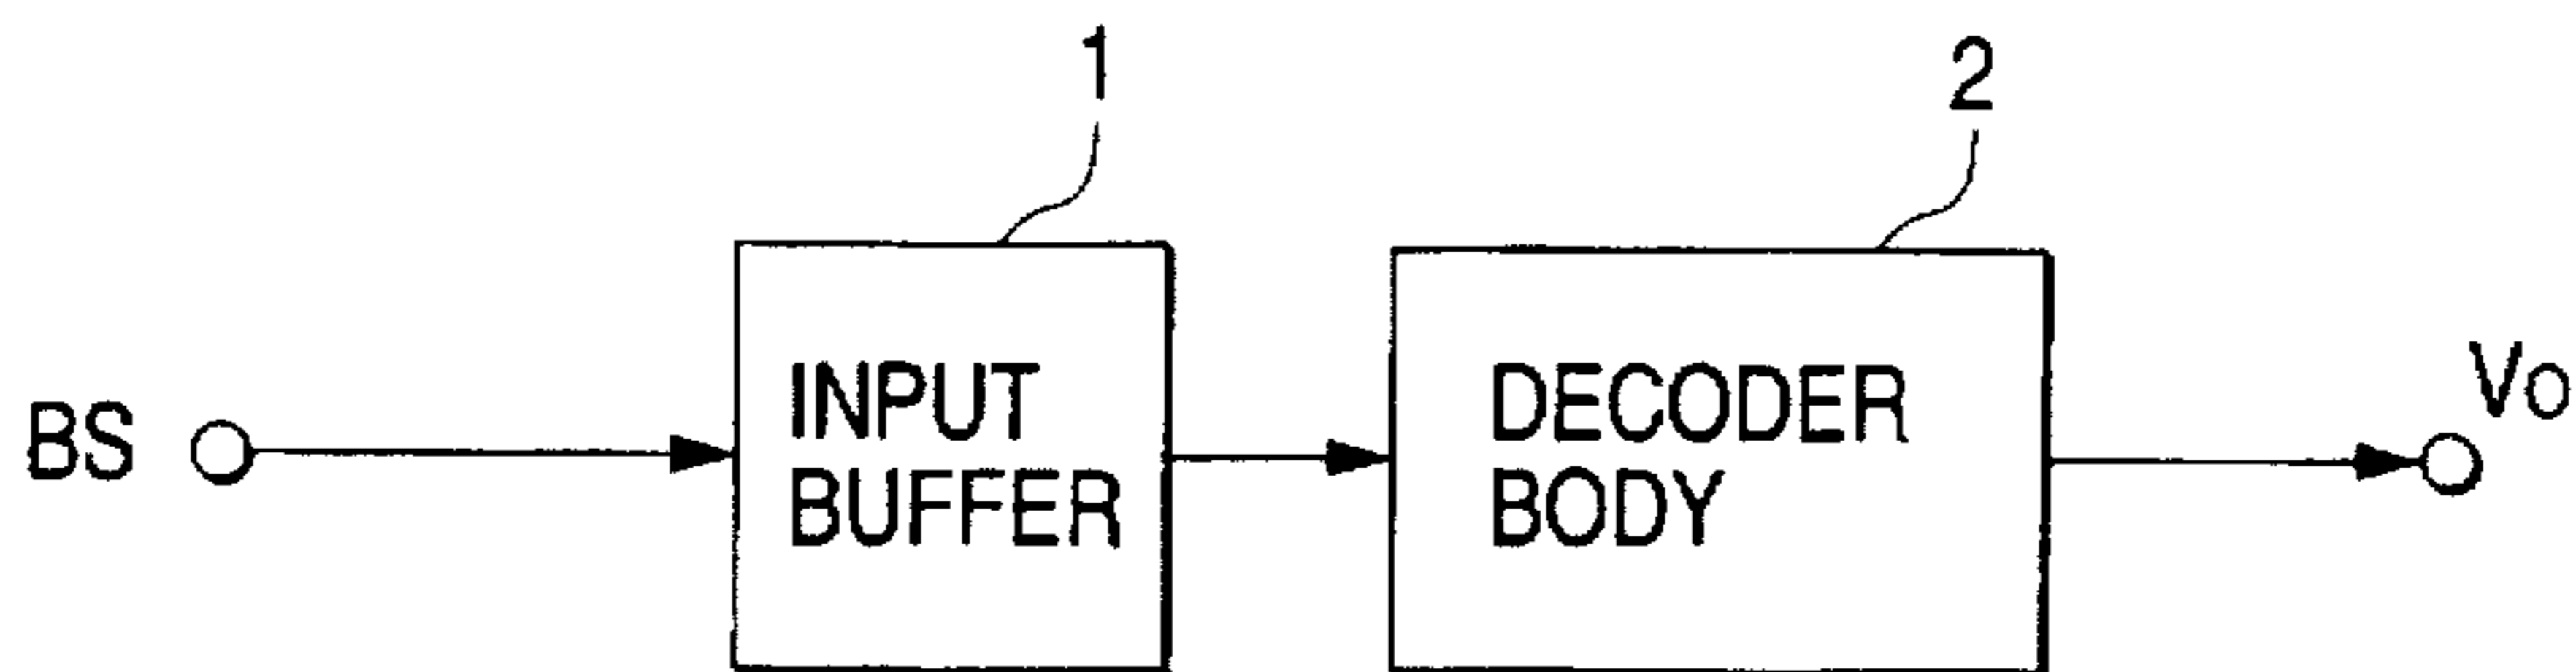 1
2
BS
INPUT
BUFFER
DECODER
BODY
Vo